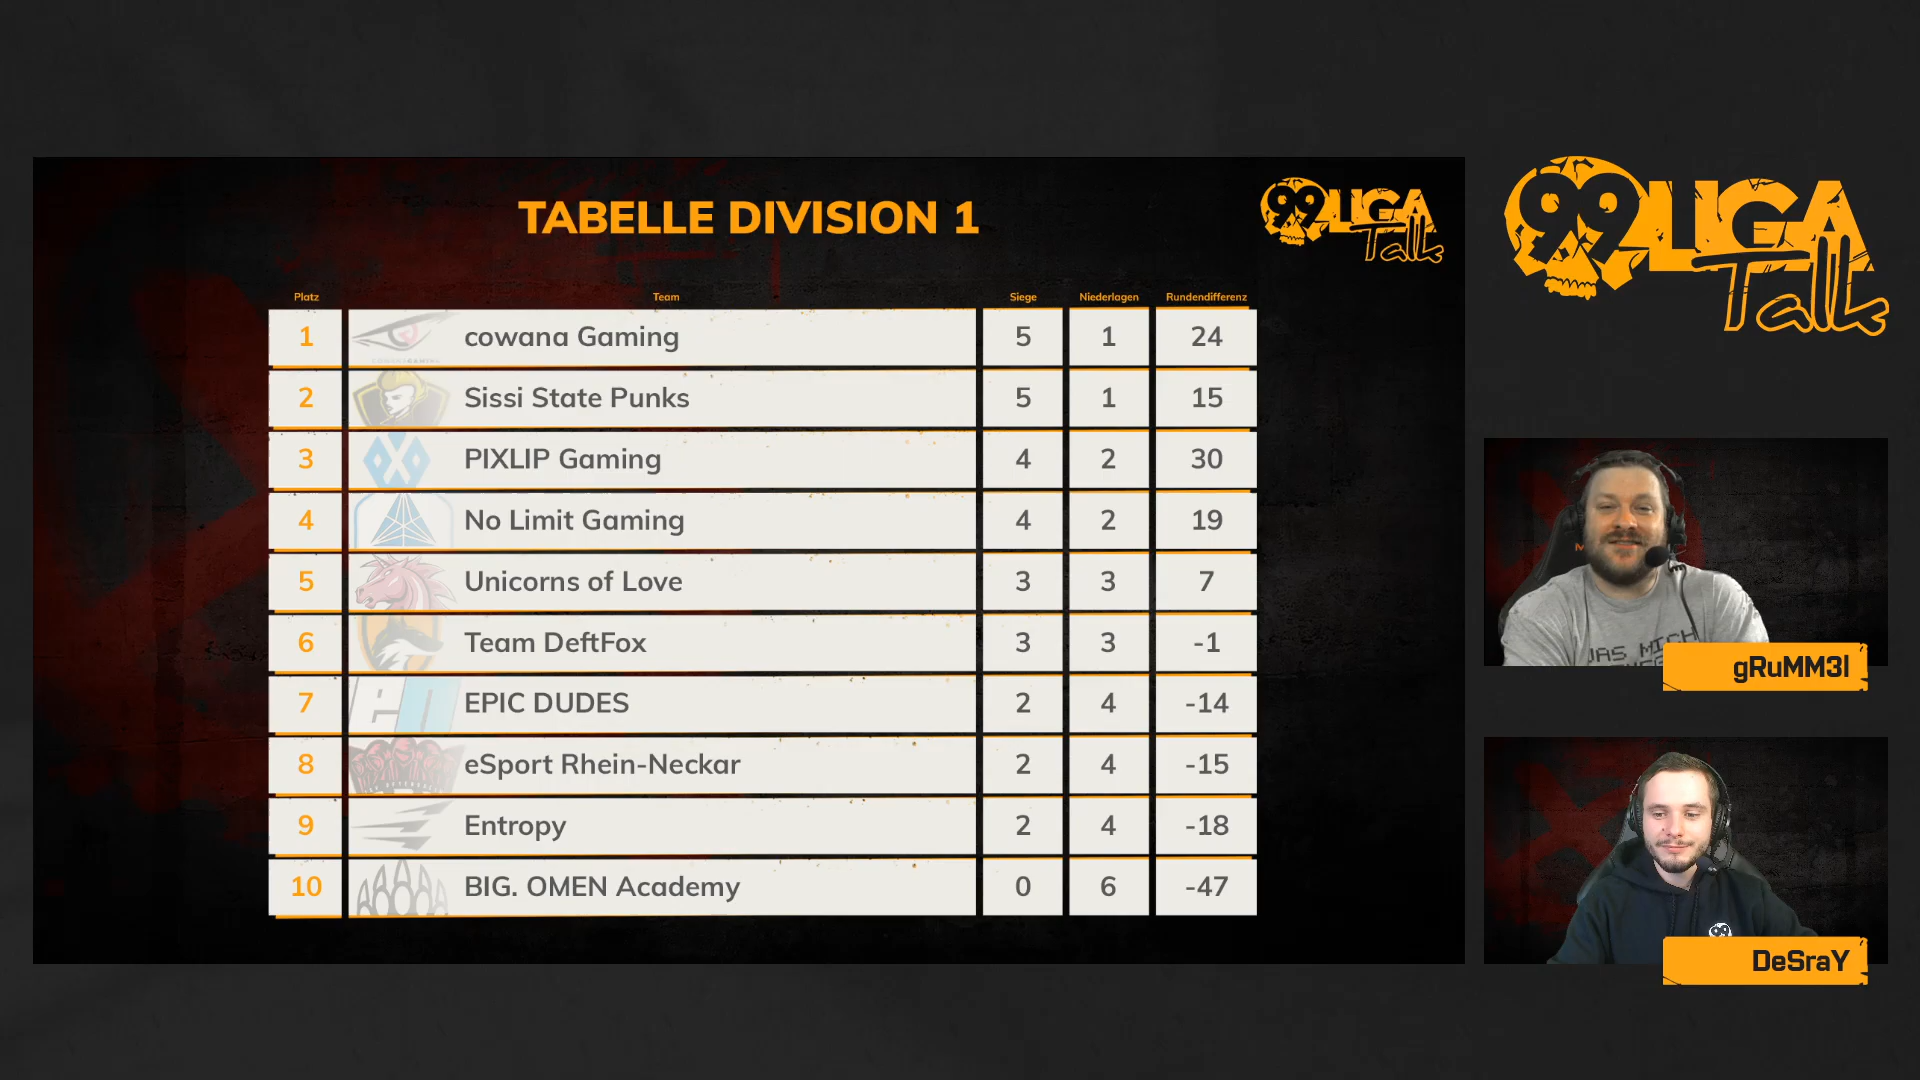 TABELLE DIVISION 1
99LIGA
Talk
99LIGA
Talk
Platz Team Siege Niederlagen Rundendifferenz
1 cowana Gaming 5 1 24
2 Sissi State Punks 5 1 15
3 PIXLIP Gaming 4 2 30
4 No Limit Gaming 4 2 19
5 Unicorns of Love 3 3 7
6 Team DeftFox 3 3 -1
7 EPIC DUDES 2 4 -14
8 eSport Rhein-Neckar 2 4 -15
9 Entropy 2 4 -18
10 BIG. OMEN Academy 0 6 -47
WAS MICH
gRuMM3l
DeSraY